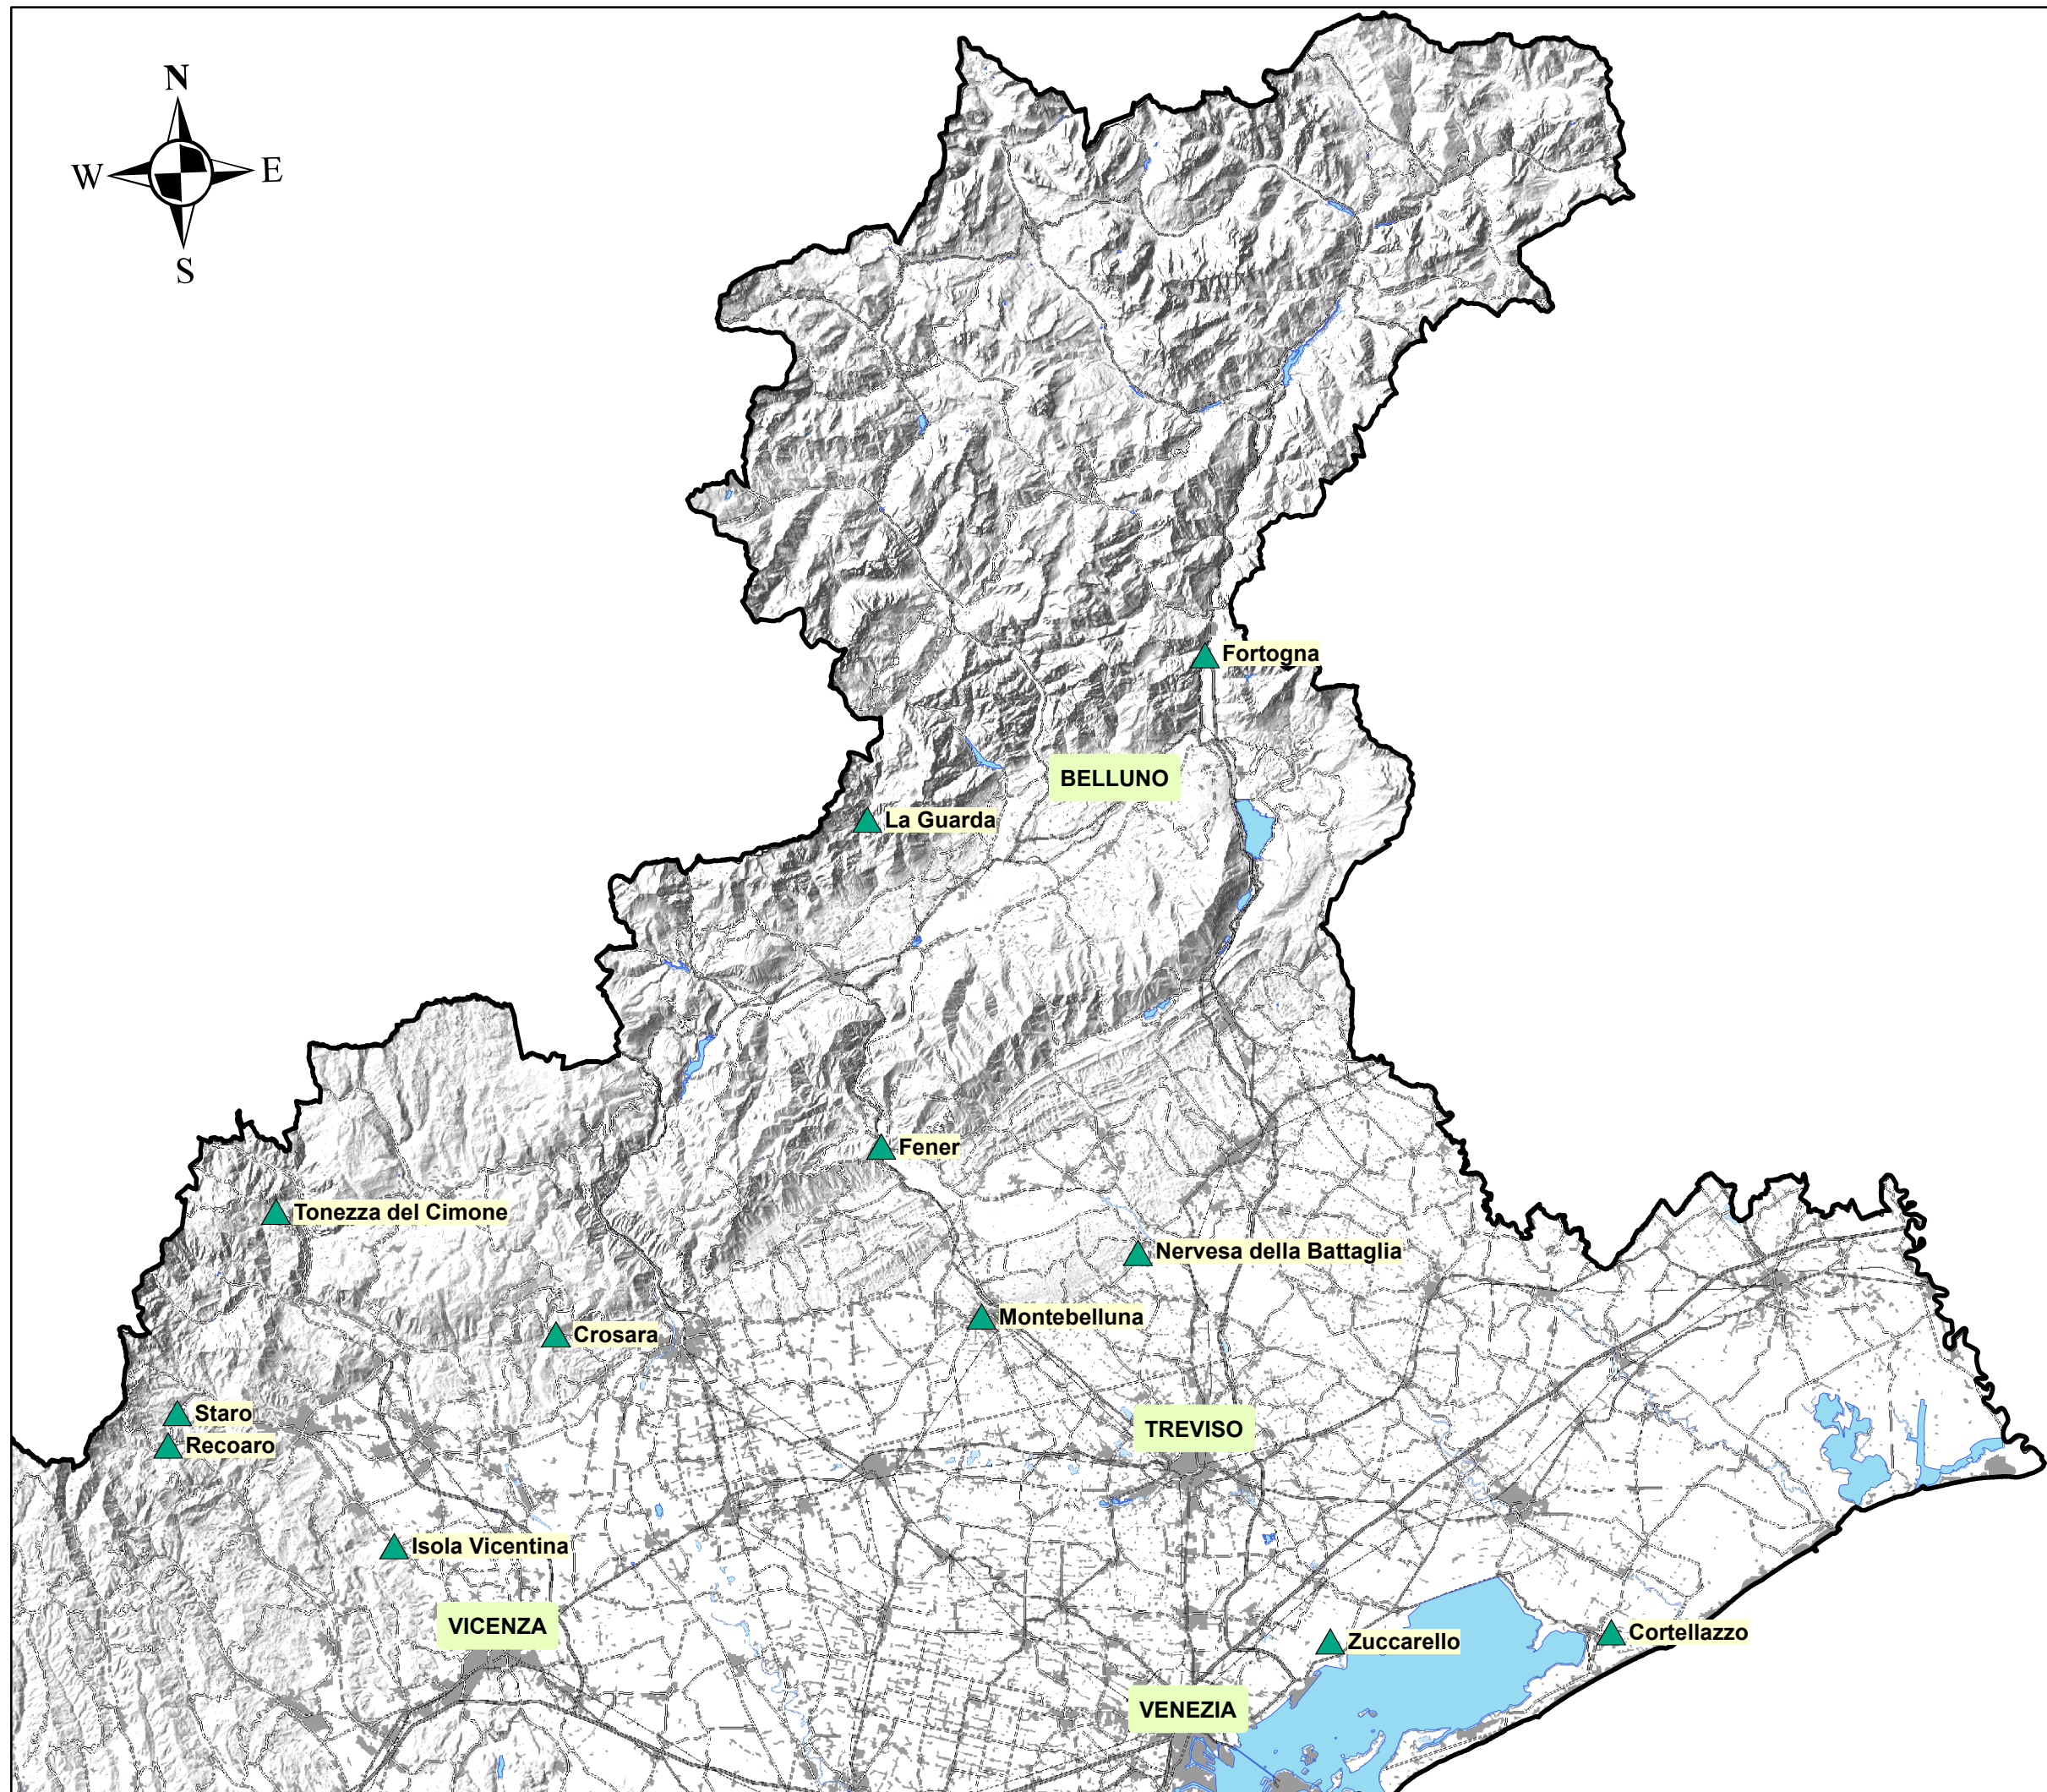 N
W
E
S
Fortogna
BELLUNO
La Guarda
Fener
Tonezza del Cimone
Nervesa della Battaglia
Montebelluna
Crosara
Staro
TREVISO
Recoaro
Isola Vicentina
VICENZA
Cortellazzo
Zuccarello
VENEZIA